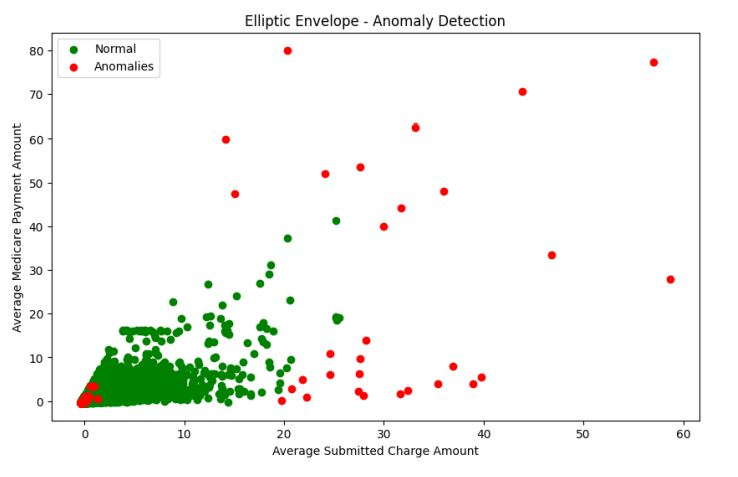 Elliptic Envelope - Anomaly Detection
Normal
Anomalies
80
70
60
50
40
30
20
10
0
Average Medicare Payment Amount
0 10 20 30 40 50 60
Average Submitted Charge Amount